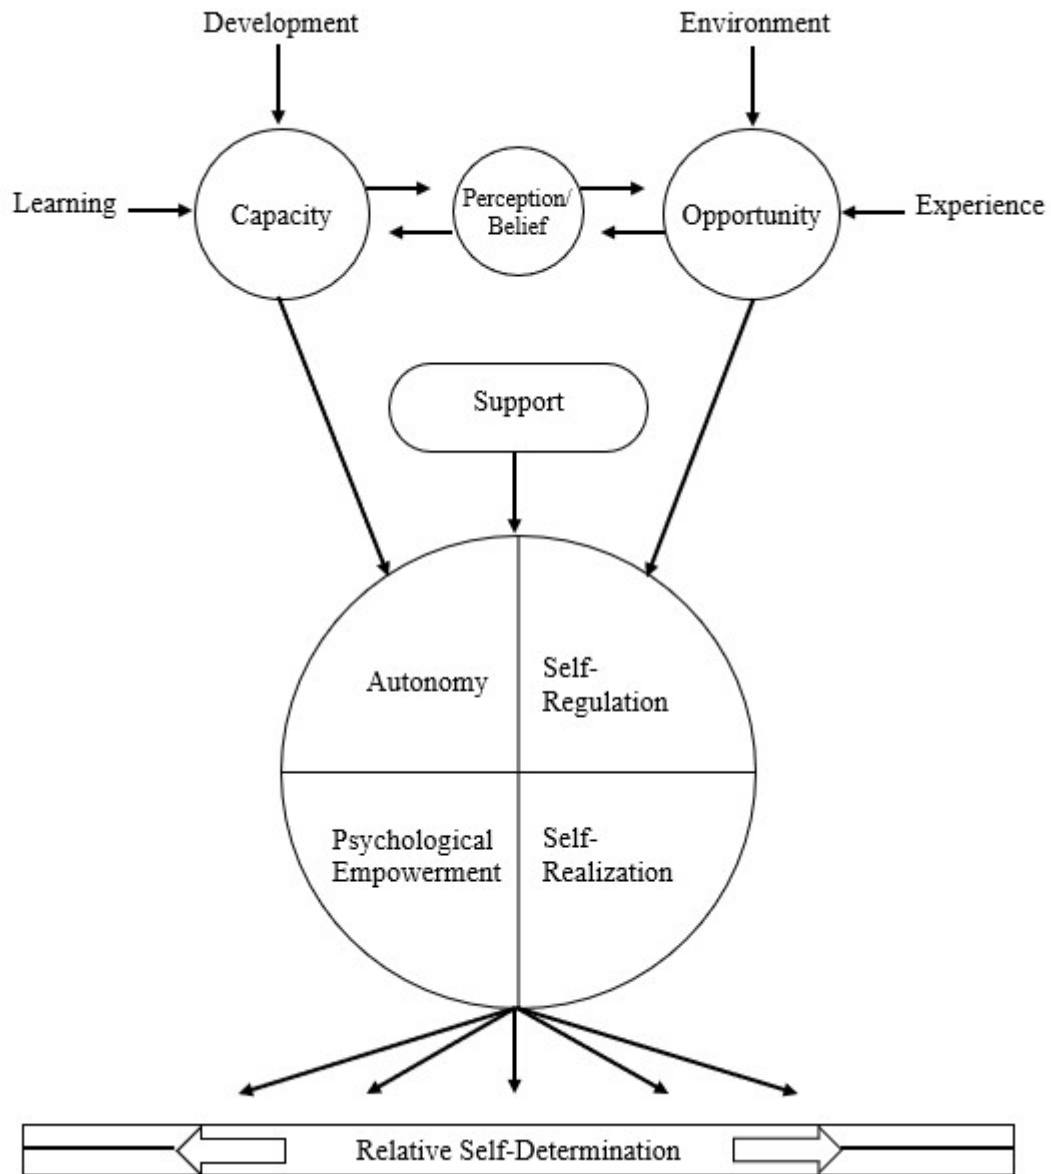 Development
Environment
Learning
Capacity
Perception/
Belief
Opportunity
Experience
Support
Autonomy
Self-
Regulation
Psychological
Empowerment
Self-
Realization
Relative Self-Determination